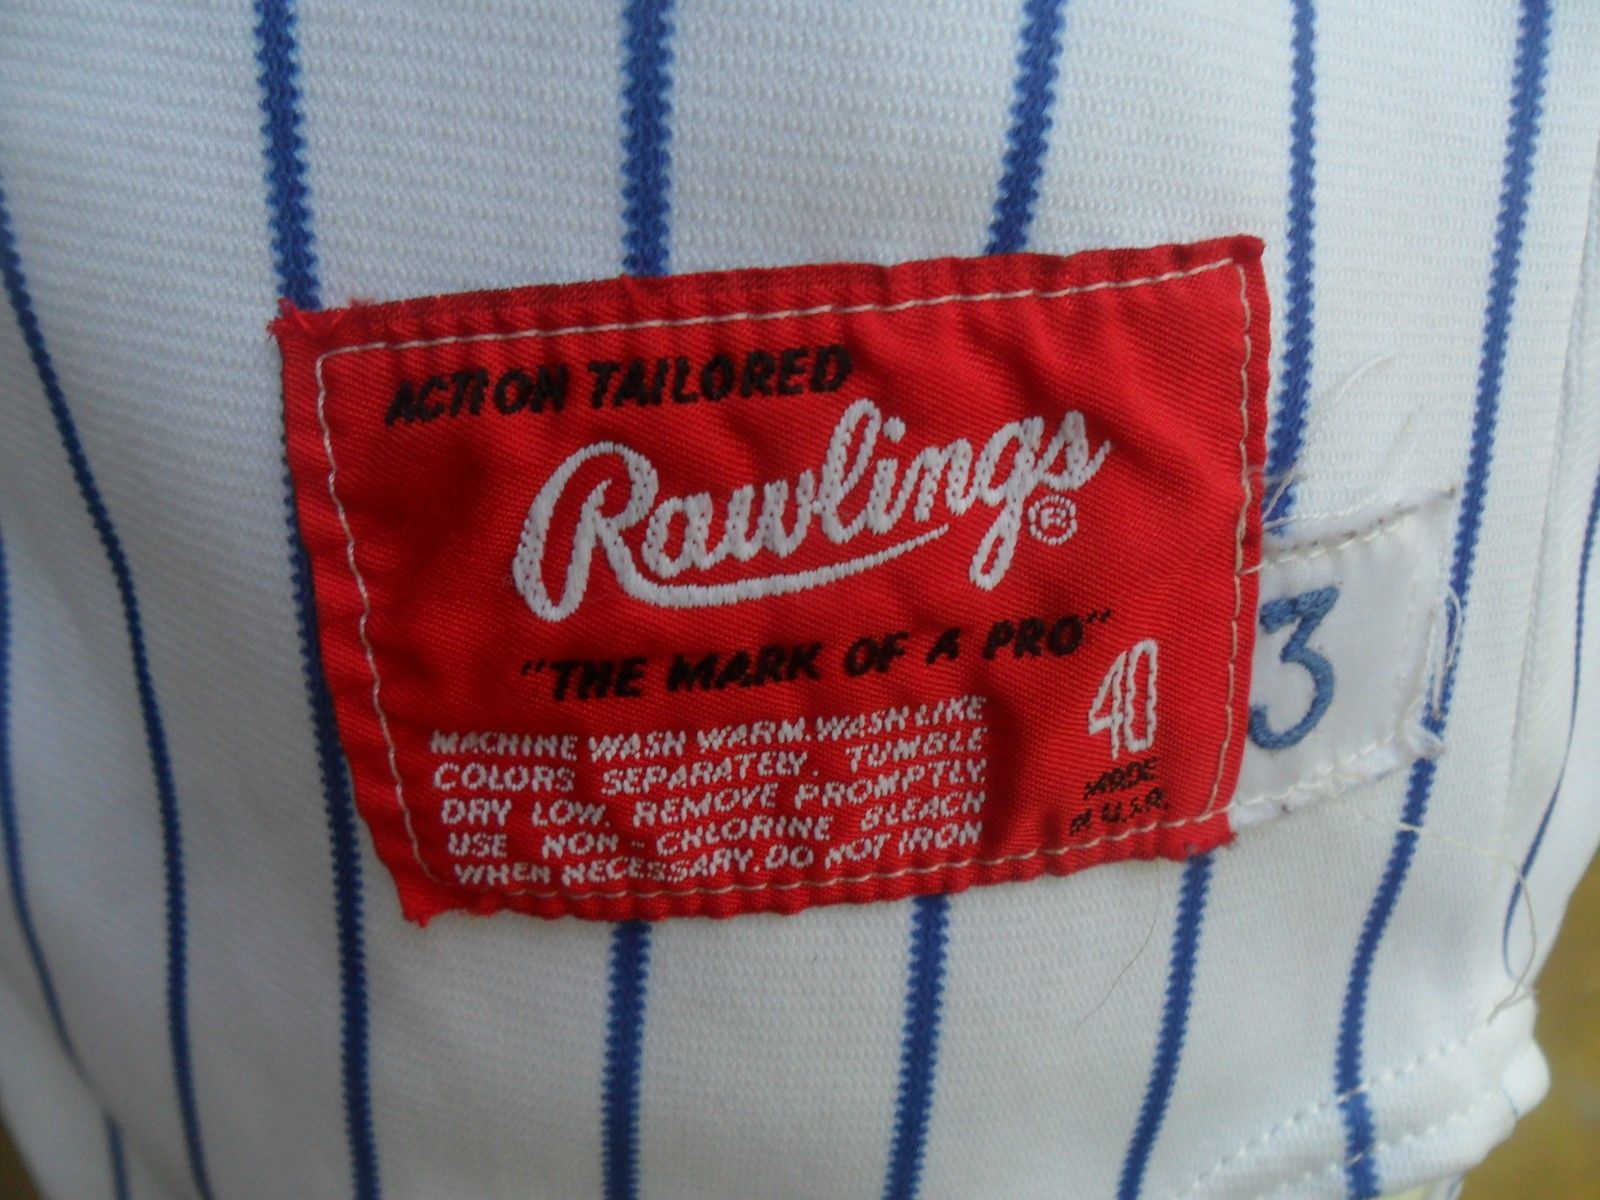 ACTION TAILORED
Rawlings®
"THE MARK OF A PRO"
40
MADE
IN U.S.A.
MACHINE WASH WARM. WASH LIKE
COLORS SEPARATELY. TUMBLE
DRY LOW. REMOVE PROMPTLY.
USE NON-CHLORINE BLEACH
WHEN NECESSARY. DO NOT IRON
3